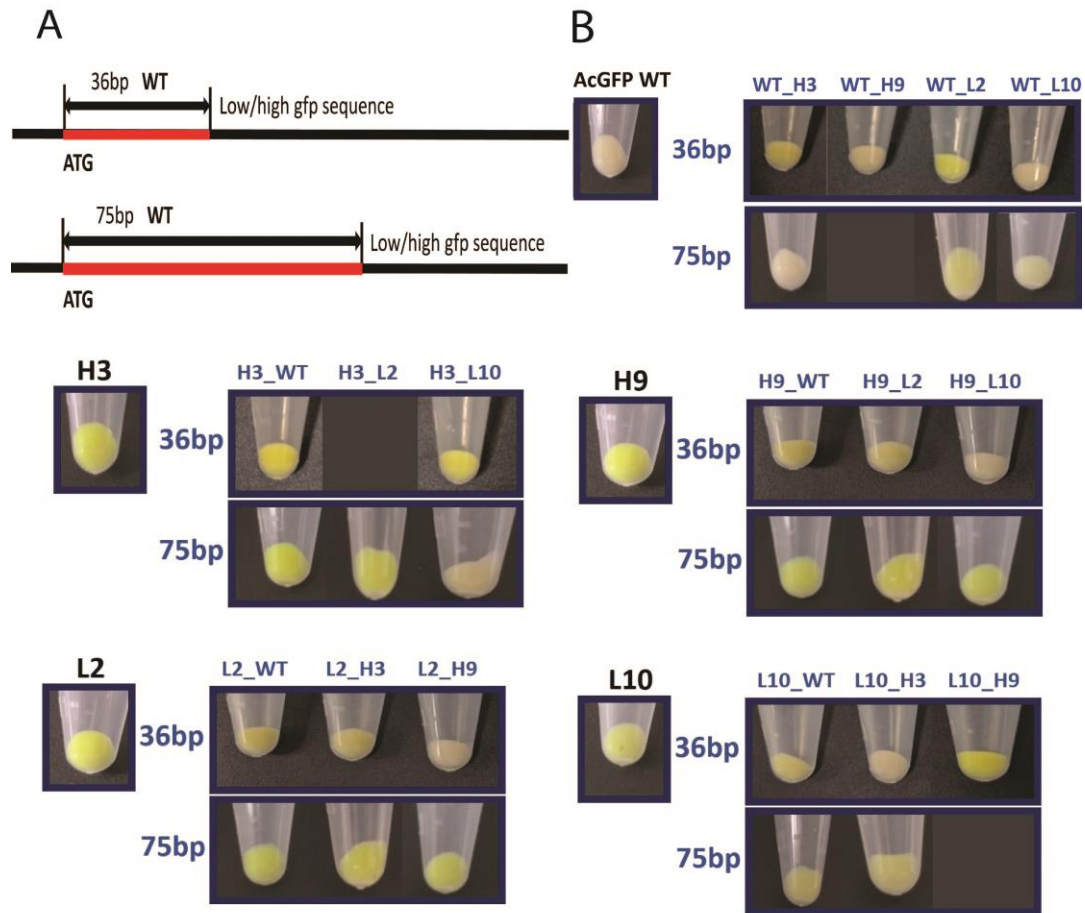 A
36bp WT
Low/high gfp sequence
ATG
75bp WT
Low/high gfp sequence
ATG
B
AcGFP WT
WT_H3 WT_H9 WT_L2 WT_L10
36bp
75bp
H3
H3_WT H3_L2 H3_L10
36bp
75bp
H9
H9_WT H9_L2 H9_L10
36bp
75bp
L2
L2_WT L2_H3 L2_H9
36bp
75bp
L10
L10_WT L10_H3 L10_H9
36bp
75bp